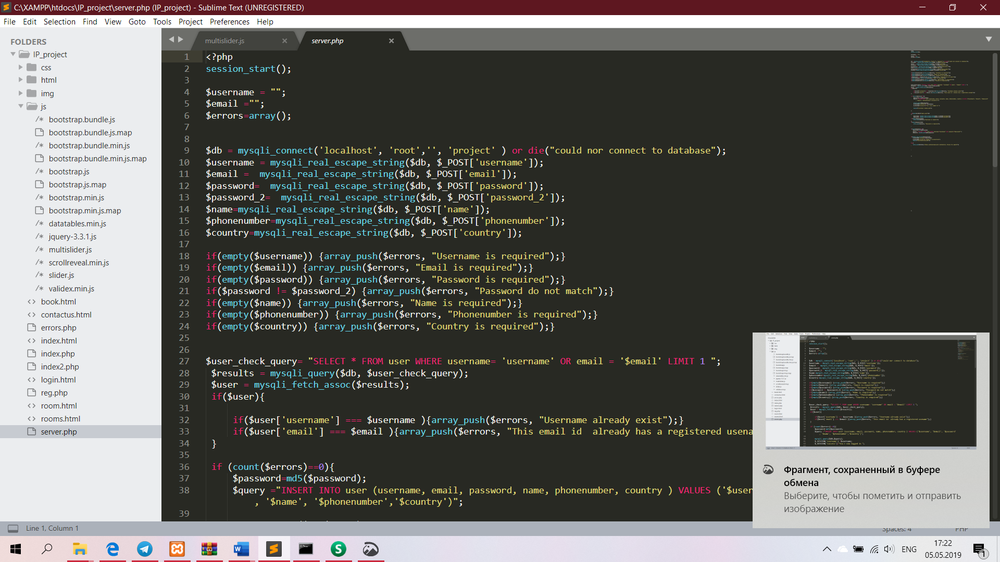 C:\XAMPP\htdocs\IP_project\server.php (IP_project) - Sublime Text (UNREGISTERED)
File Edit Selection Find View Goto Tools Project Preferences Help
FOLDERS
IP_project
css
html
img
js
/* bootstrap.bundle.js
bootstrap.bundle.js.map
/* bootstrap.bundle.min.js
bootstrap.bundle.min.js.map
/* bootstrap.js
bootstrap.js.map
/* bootstrap.min.js
bootstrap.min.js.map
/* datatables.min.js
/* jquery-3.3.1.js
/* multislider.js
/* scrollreveal.min.js
/* slider.js
/* validex.min.js
<> book.html
<> contactus.html
errors.php
<> index.html
index.php
index2.php
<> login.html
reg.php
<> room.html
<> rooms.html
server.php
multislider.js
server.php
1 <?php
2 session_start();
3
4 $username = "";
5 $email ="";
6 $errors=array();
7
8
9 $db = mysqli_connect('localhost', 'root','', 'project' ) or die("could nor connect to database");
10 $username = mysqli_real_escape_string($db, $_POST['username']);
11 $email =  mysqli_real_escape_string($db, $_POST['email']);
12 $password=  mysqli_real_escape_string($db, $_POST['password']);
13 $password_2=  mysqli_real_escape_string($db, $_POST['password_2']);
14 $name=mysqli_real_escape_string($db, $_POST['name']);
15 $phonenumber=mysqli_real_escape_string($db, $_POST['phonenumber']);
16 $country=mysqli_real_escape_string($db, $_POST['country']);
17
18 if(empty($username)) {array_push($errors, "Username is required");}
19 if(empty($email)) {array_push($errors, "Email is required");}
20 if(empty($password)) {array_push($errors, "Password is required");}
21 if($password != $password_2) {array_push($errors, "Password do not match");}
22 if(empty($name)) {array_push($errors, "Name is required");}
23 if(empty($phonenumber)) {array_push($errors, "Phonenumber is required");}
24 if(empty($country)) {array_push($errors, "Country is required");}
25
26
27 $user_check_query= "SELECT * FROM user WHERE username= 'username' OR email = '$email' LIMIT 1 ";
28 $results = mysqli_query($db, $user_check_query);
29 $user = mysqli_fetch_assoc($results);
30 if($user){
31
32 if($user['username'] === $username ){array_push($errors, "Username already exist");}
33 if($user['email'] === $email ){array_push($errors, "This email id  already has a registered usena
34 }
35
36 if (count($errors)==0){
37 $password=md5($password);
38 $query ="INSERT INTO user (username, email, password, name, phonenumber, country ) VALUES ('$user
, '$name', '$phonenumber','$country')";
39
Фрагмент, сохраненный в буфере
обмена
Выберите, чтобы пометить и отправить
изображение
Line 1, Column 1
Spaces: 4
PHP
ENG
17:22
05.05.2019
1